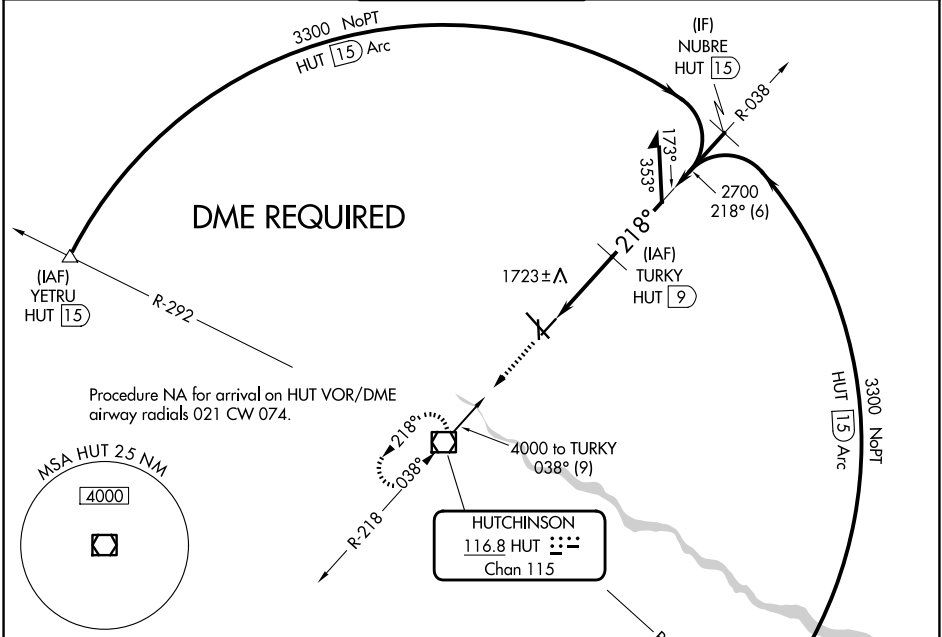 3300 NoPT
HUT 15 Arc
(IF)
NUBRE
HUT 15
R-038
173°
353°
2700
218° (6)
DME REQUIRED
218°
(IAF)
TURKY
HUT 9
1723±
(IAF)
YETRU
HUT 15
R-292
3300 NoPT
HUT 15 Arc
Procedure NA for arrival on HUT VOR/DME
airway radials 021 CW 074.
218°
038°
4000 to TURKY
038° (9)
MSA HUT 25 NM
4000
R-218
HUTCHINSON
116.8 HUT
Chan 115